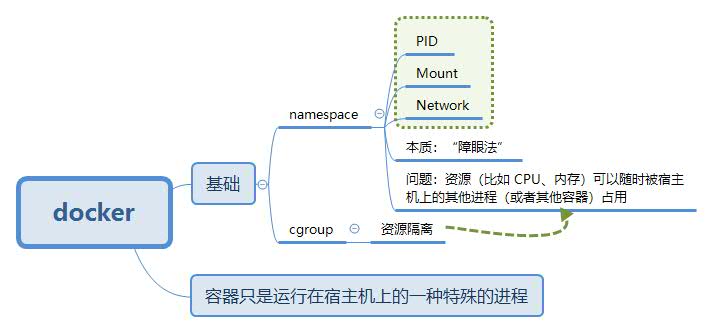 docker
基础
namespace
PID
Mount
Network
本质：“障眼法”
问题：资源（比如 CPU、内存）可以随时被宿主
机上的其他进程（或者其他容器）占用
cgroup
资源隔离
容器只是运行在宿主机上的一种特殊的进程